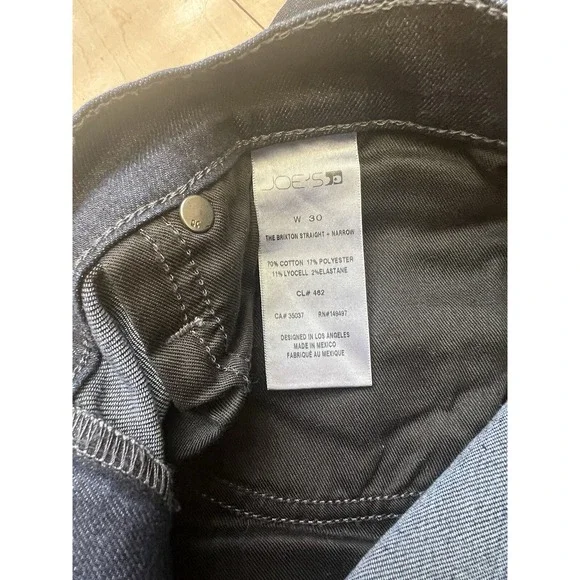 JOE'S
W 30
THE BRIXTON STRAIGHT + NARROW
70% COTTON 17% POLYESTER
11% LYOCELL 2% ELASTANE
CL# 462
CA# 35037 RN#149497
DESIGNED IN LOS ANGELES
MADE IN MEXICO
FABRIQUÉ AU MEXIQUE